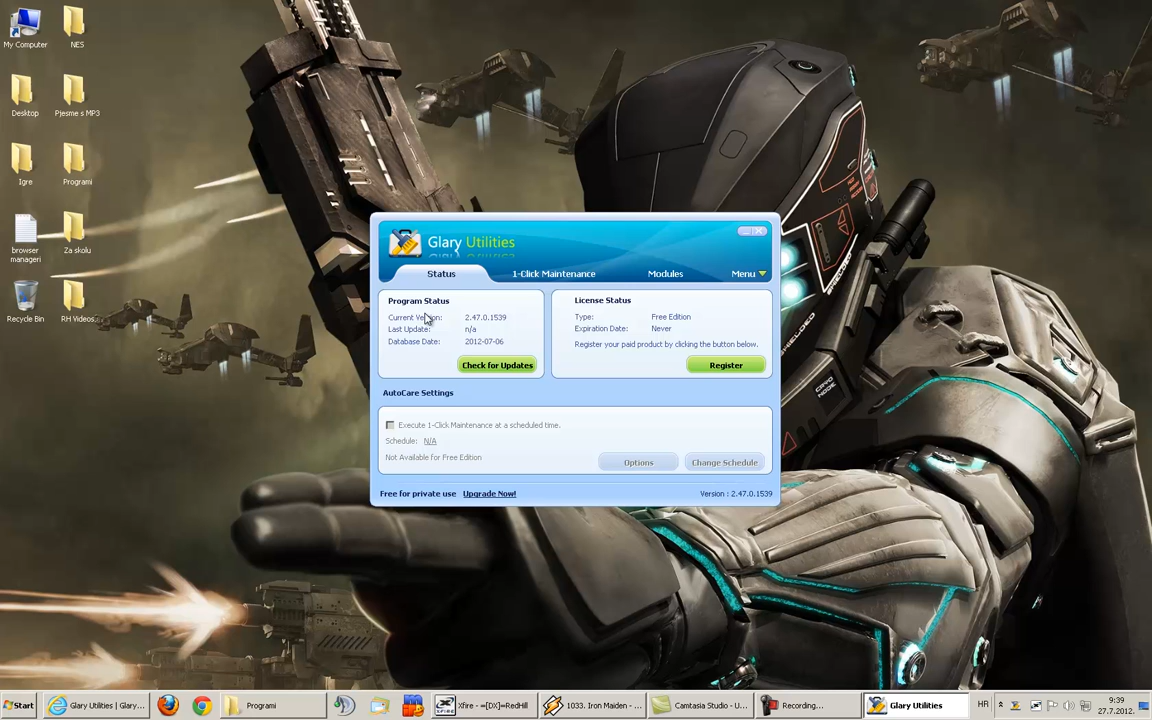 My Computer
NES
Desktop
Pjesme s MP3
Igre
Programi
browser
manageri
Za skolu
Recycle Bin
RH Videos
Glary Utilities
Status
1-Click Maintenance
Modules
Menu
Program Status
Current Version:
2.47.0.1539
Last Update:
n/a
Database Date:
2012-07-06
Check for Updates
License Status
Type:
Free Edition
Expiration Date:
Never
Register your paid product by clicking the button below.
Register
AutoCare Settings
Execute 1-Click Maintenance at a scheduled time.
Schedule:
N/A
Not Available for Free Edition
Options
Change Schedule
Free for private use
Upgrade Now!
Version : 2.47.0.1539
SHIELDED
CRYO
NODE
Start
Glary Utilities | Glary...
Programi
Xfire - =[DX]=RedHill
1033. Iron Maiden - ...
Camtasia Studio - U...
Recording...
Glary Utilities
HR
9:39
27.7.2012.